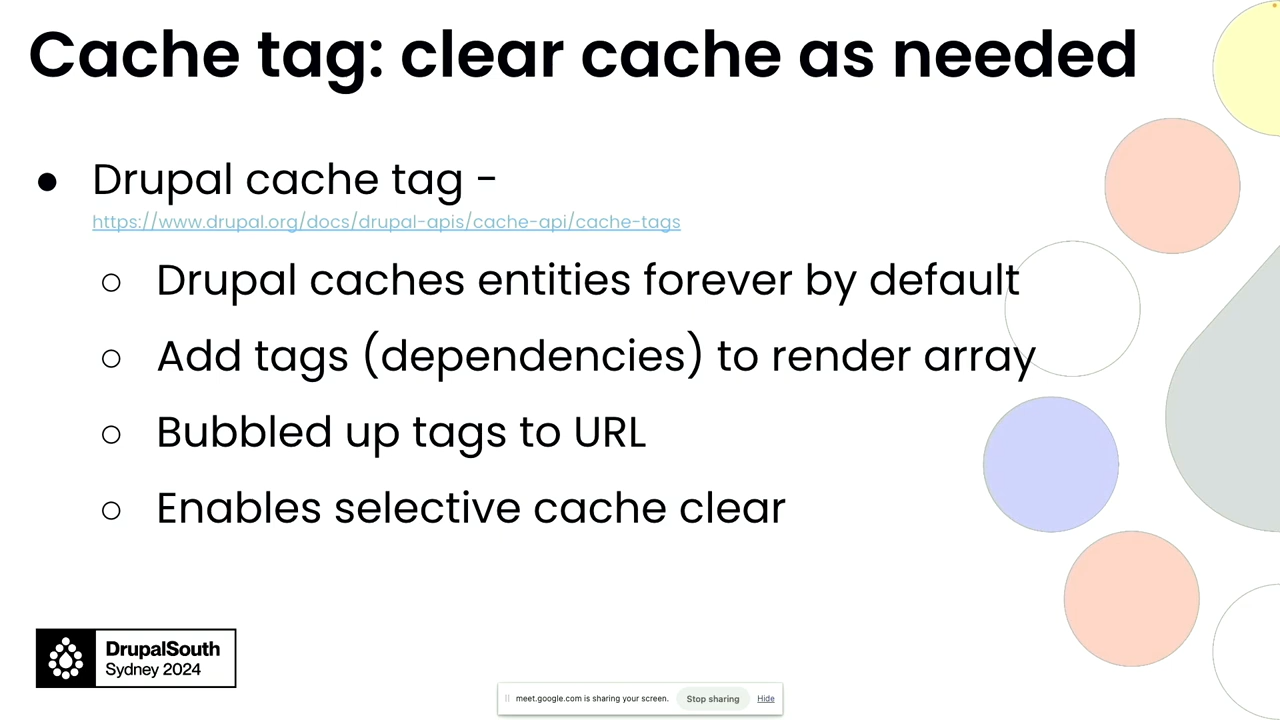 Cache tag: clear cache as needed
● Drupal cache tag -
https://www.drupal.org/docs/drupal-apis/cache-api/cache-tags
○ Drupal caches entities forever by default
○ Add tags (dependencies) to render array
○ Bubbled up tags to URL
○ Enables selective cache clear
DrupalSouth
Sydney 2024
meet.google.com is sharing your screen. Stop sharing Hide